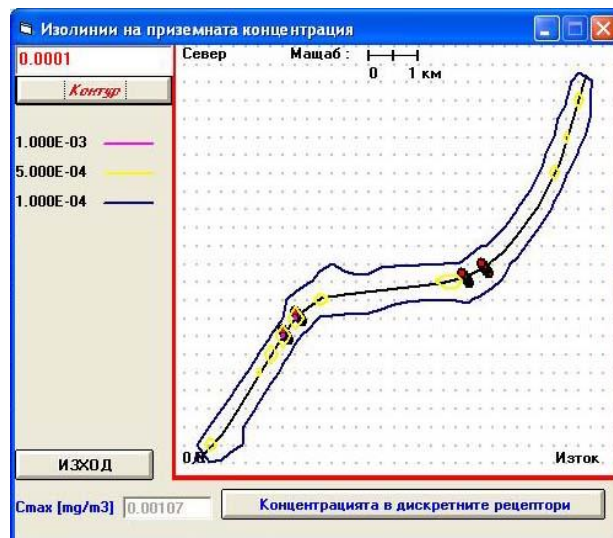 Изолинии на приземната концентрация
0.0001
Контур
1.000E-03
5.000E-04
1.000E-04
Север Мащаб :
0 1 км
Изток
ИЗХОД
Cmax [mg/m3] 0.00107
Концентрацията в дискретните рецептори